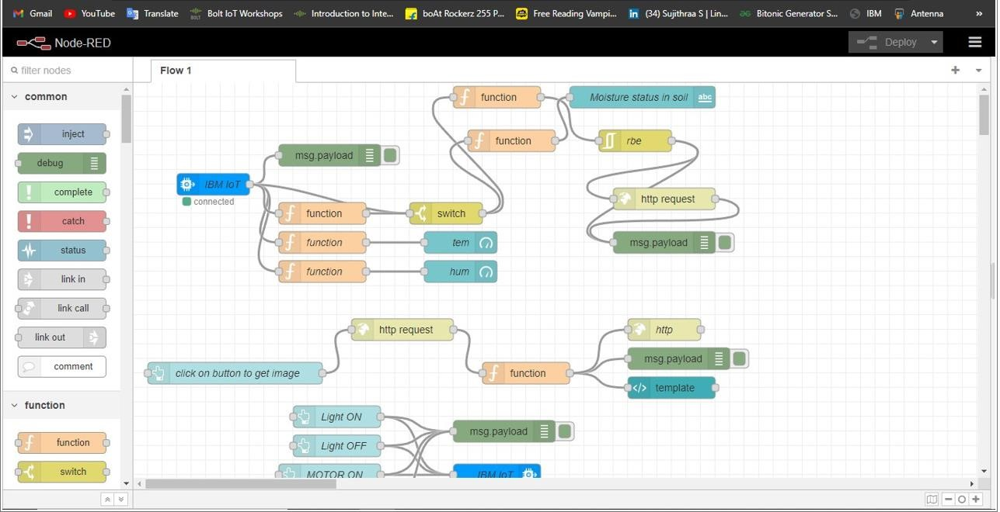 Gmail YouTube Translate Bolt IoT Workshops Introduction to Inte... boAt Rockerz 255 P... Free Reading Vampi... (34) Sujithraa S | Lin... Bitonic Generator S... IBM Antenna »
Node-RED Deploy
filter nodes Flow 1
common
inject
debug
complete
catch
status
link in
link call
link out
comment
function
function
switch
function Moisture status in soil abc
function rbe
msg.payload
IBM IoT
connected
http request
function switch
function tem
msg.payload
function hum
http request http
msg.payload
click on button to get image function
template
Light ON
msg.payload
Light OFF
MOTOR ON IBM IoT